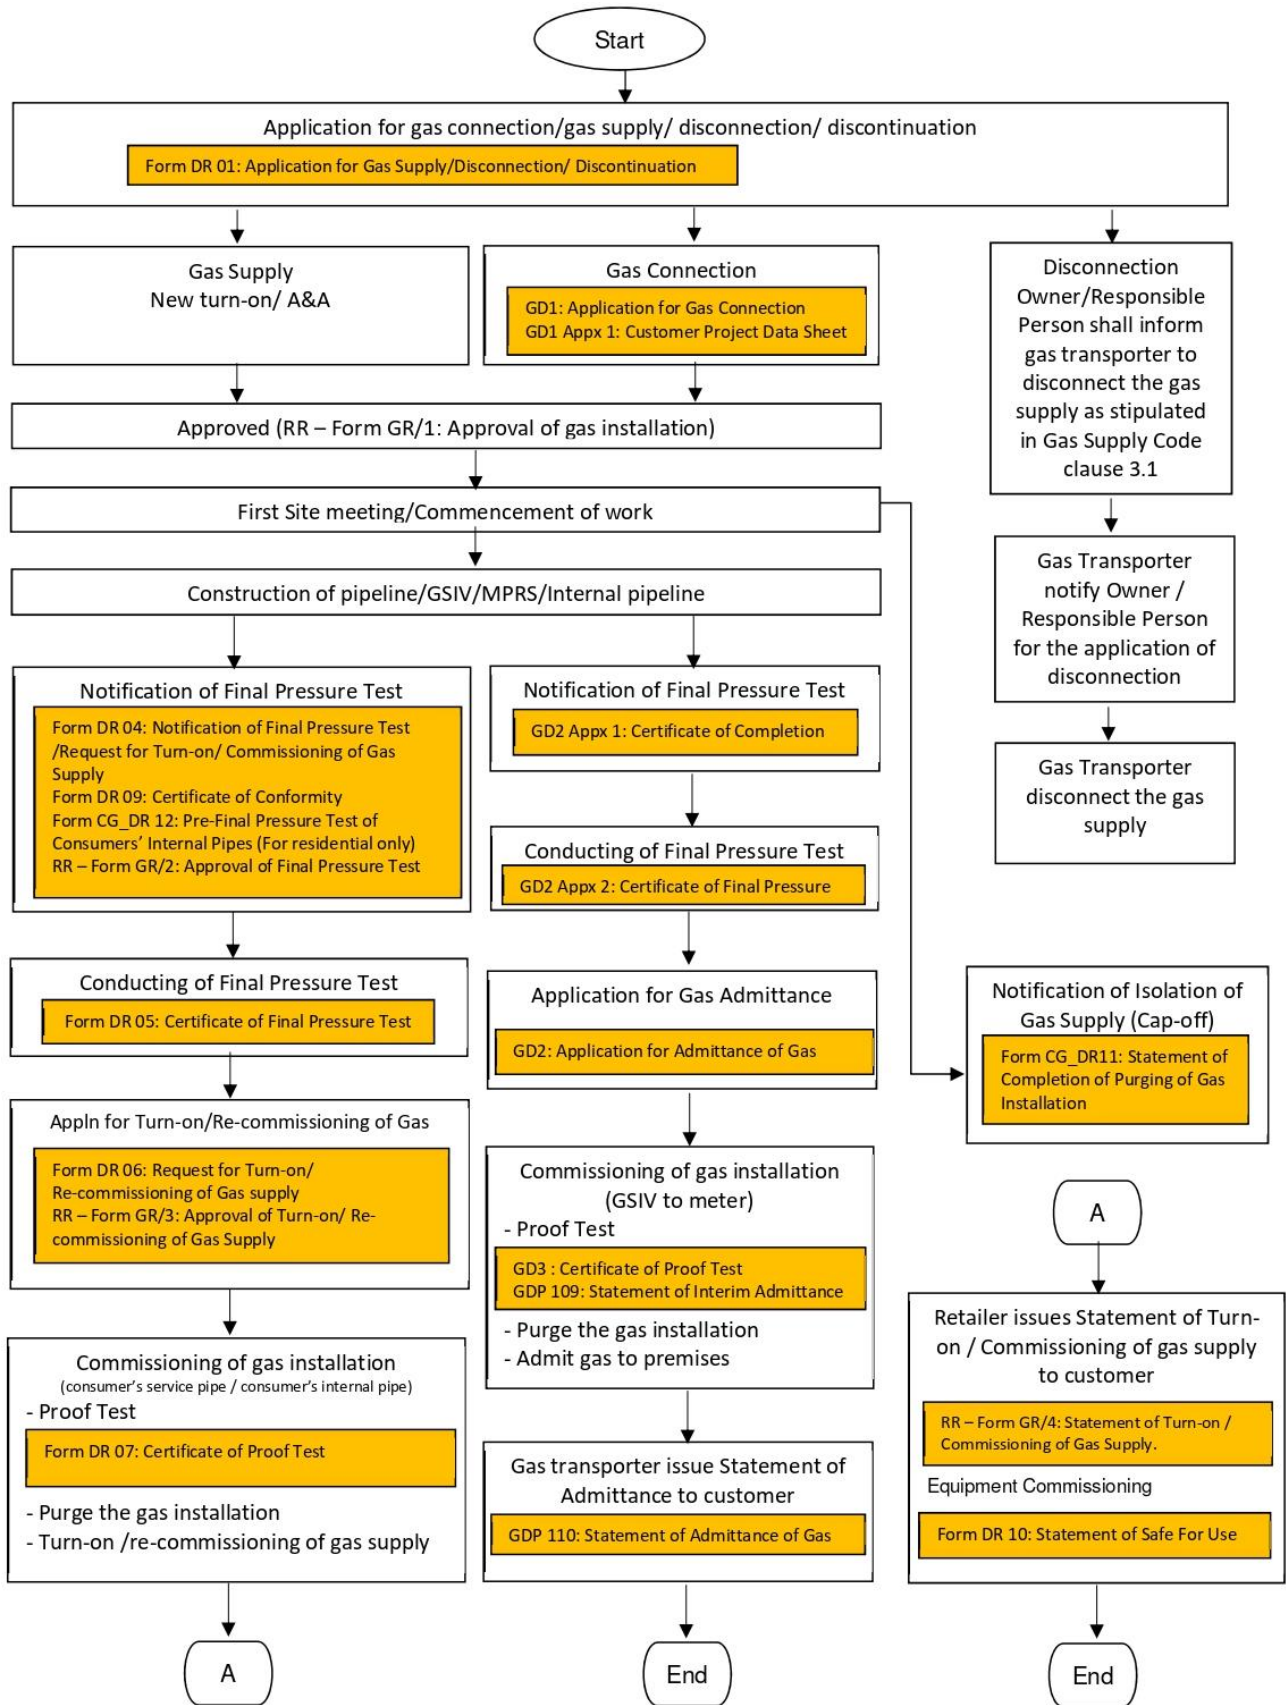 Start
Application for gas connection/gas supply/ disconnection/ discontinuation
Form DR 01: Application for Gas Supply/Disconnection/ Discontinuation
Gas Supply
New turn-on/ A&A
Gas Connection
GD1: Application for Gas Connection
GD1 Appx 1: Customer Project Data Sheet
Disconnection
Owner/Responsible
Person shall inform
gas transporter to
disconnect the gas
supply as stipulated
in Gas Supply Code
clause 3.1
Approved (RR – Form GR/1: Approval of gas installation)
First Site meeting/Commencement of work
Construction of pipeline/GSIV/MPRS/Internal pipeline
Gas Transporter
notify Owner /
Responsible Person
for the application of
disconnection
Gas Transporter
disconnect the gas
supply
Notification of Final Pressure Test
Form DR 04: Notification of Final Pressure Test
/Request for Turn-on/ Commissioning of Gas
Supply
Form DR 09: Certificate of Conformity
Form CG_DR 12: Pre-Final Pressure Test of
Consumers’ Internal Pipes (For residential only)
RR – Form GR/2: Approval of Final Pressure Test
Notification of Final Pressure Test
GD2 Appx 1: Certificate of Completion
Conducting of Final Pressure Test
GD2 Appx 2: Certificate of Final Pressure
Conducting of Final Pressure Test
Form DR 05: Certificate of Final Pressure Test
Application for Gas Admittance
GD2: Application for Admittance of Gas
Notification of Isolation of
Gas Supply (Cap-off)
Form CG_DR11: Statement of
Completion of Purging of Gas
Installation
Appln for Turn-on/Re-commissioning of Gas
Form DR 06: Request for Turn-on/
Re-commissioning of Gas supply
RR – Form GR/3: Approval of Turn-on/ Re-
commissioning of Gas Supply
Commissioning of gas installation
(GSIV to meter)
- Proof Test
GD3 : Certificate of Proof Test
GDP 109: Statement of Interim Admittance
- Purge the gas installation
- Admit gas to premises
A
Retailer issues Statement of Turn-
on / Commissioning of gas supply
to customer
RR – Form GR/4: Statement of Turn-on /
Commissioning of Gas Supply.
Equipment Commissioning
Form DR 10: Statement of Safe For Use
Commissioning of gas installation
(consumer’s service pipe / consumer’s internal pipe)
- Proof Test
Form DR 07: Certificate of Proof Test
- Purge the gas installation
- Turn-on /re-commissioning of gas supply
Gas transporter issue Statement of
Admittance to customer
GDP 110: Statement of Admittance of Gas
A
End
End